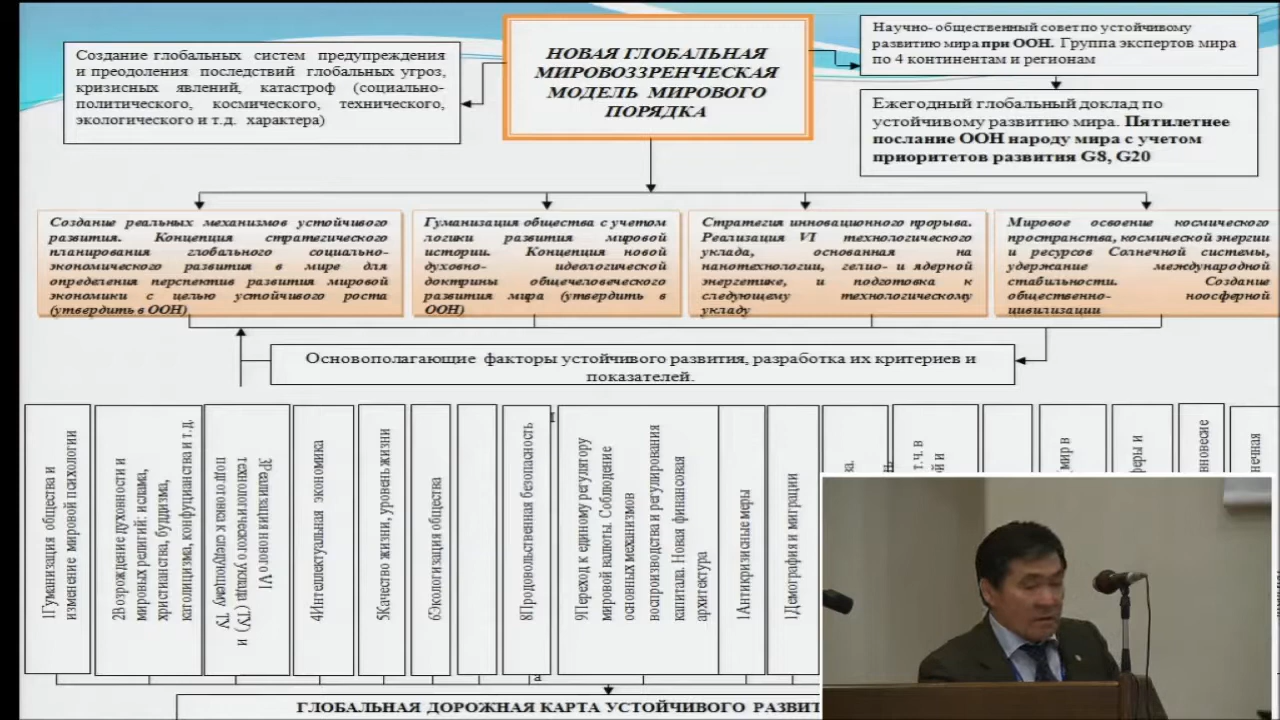 НОВАЯ ГЛОБАЛЬНАЯ
МИРОВОЗЗРЕНЧЕСКАЯ
МОДЕЛЬ МИРОВОГО
ПОРЯДКА
Создание глобальных систем предупреждения
и преодоления последствий глобальных угроз,
кризисных явлений, катастроф (социально-
политического, космического, технического,
экологического и т.д. характера)
Научно- общественный совет по устойчивому
развитию мира при ООН. Группа экспертов мира
по 4 континентам и регионам
Ежегодный глобальный доклад по
устойчивому развитию мира. Пятилетнее
послание ООН народу мира с учетом
приоритетов развития G8, G20
Создание реальных механизмов устойчивого
развития. Концепция стратегического
планирования глобального социально-
экономического развития в мире для
определения перспектив развития мировой
экономики с целью устойчивого роста
(утвердить в ООН)
Гуманизация общества с учетом
логики развития мировой
истории. Концепция новой
духовно- идеологической
доктрины общечеловеческого
развития мира (утвердить в
ООН)
Стратегия инновационного прорыва.
Реализация VI технологического
уклада, основанная на
нанотехнологии, гелио- и ядерной
энергетике, и подготовка к
следующему технологическому
укладу
Мировое освоение космического
пространства, космической энергии
и ресурсов Солнечной системы,
удержание международной
стабильности. Создание
общественно- ноосферной
цивилизации
Основополагающие факторы устойчивого развития, разработка их критериев и
показателей.
1Гуманизация общества и
изменение мировой психологии
2Возрождение духовности и
мировых религий: ислама,
христианства, буддизма,
католицизма, конфуцианства и т.д.
3Реализация нового VI
технологического уклада (ТУ) и
подготовка к следующему ТУ
4Интеллектуальная экономика
5Качество жизни, уровень жизни
6Экологизация общества
8Продовольственная безопасность
9Переход к единому регулятору
мировой валюты. Соблюдение
основных механизмов
воспроизводства и регулирования
капитала. Новая финансовая
архитектура
1Антикризисные меры
1Демография и миграции
т.ч. в
ой и
мир в
феры и
вновесие
нечная
а
ГЛОБАЛЬНАЯ ДОРОЖНАЯ КАРТА УСТОЙЧИВОГО РАЗВИТ